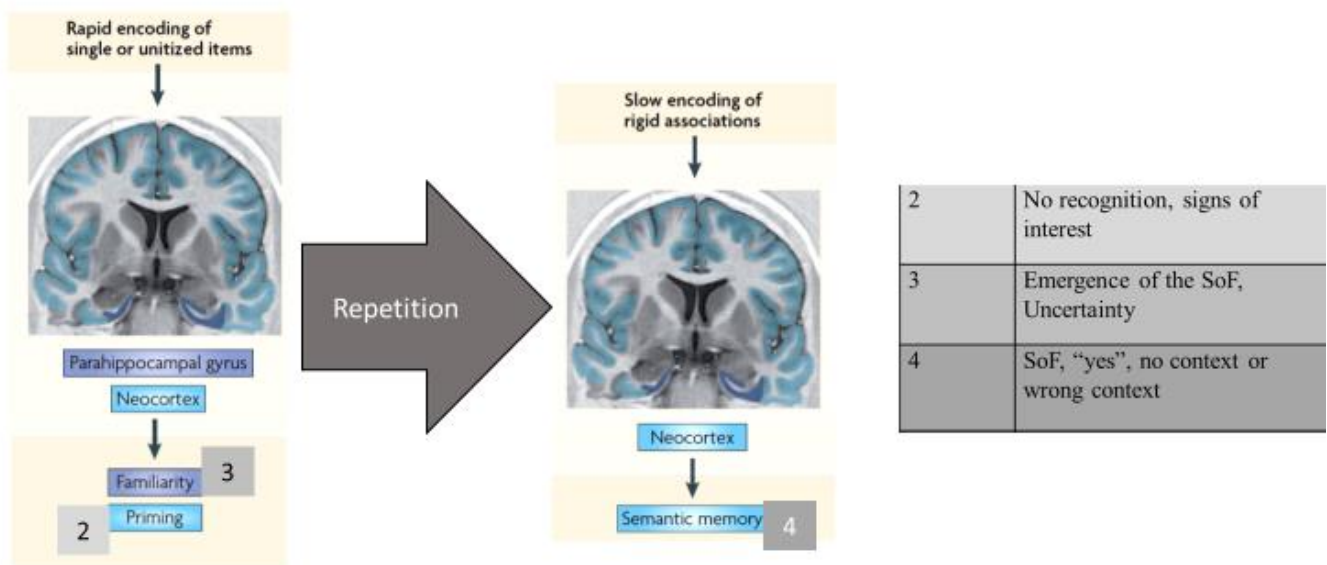 Rapid encoding of
single or unitized items
Parahippocampal gyrus
Neocortex
Familiarity
3
Priming
2
Repetition
Slow encoding of
rigid associations
Neocortex
Semantic memory
4
2 No recognition, signs of
interest
3 Emergence of the SoF,
Uncertainty
4 SoF, “yes”, no context or
wrong context